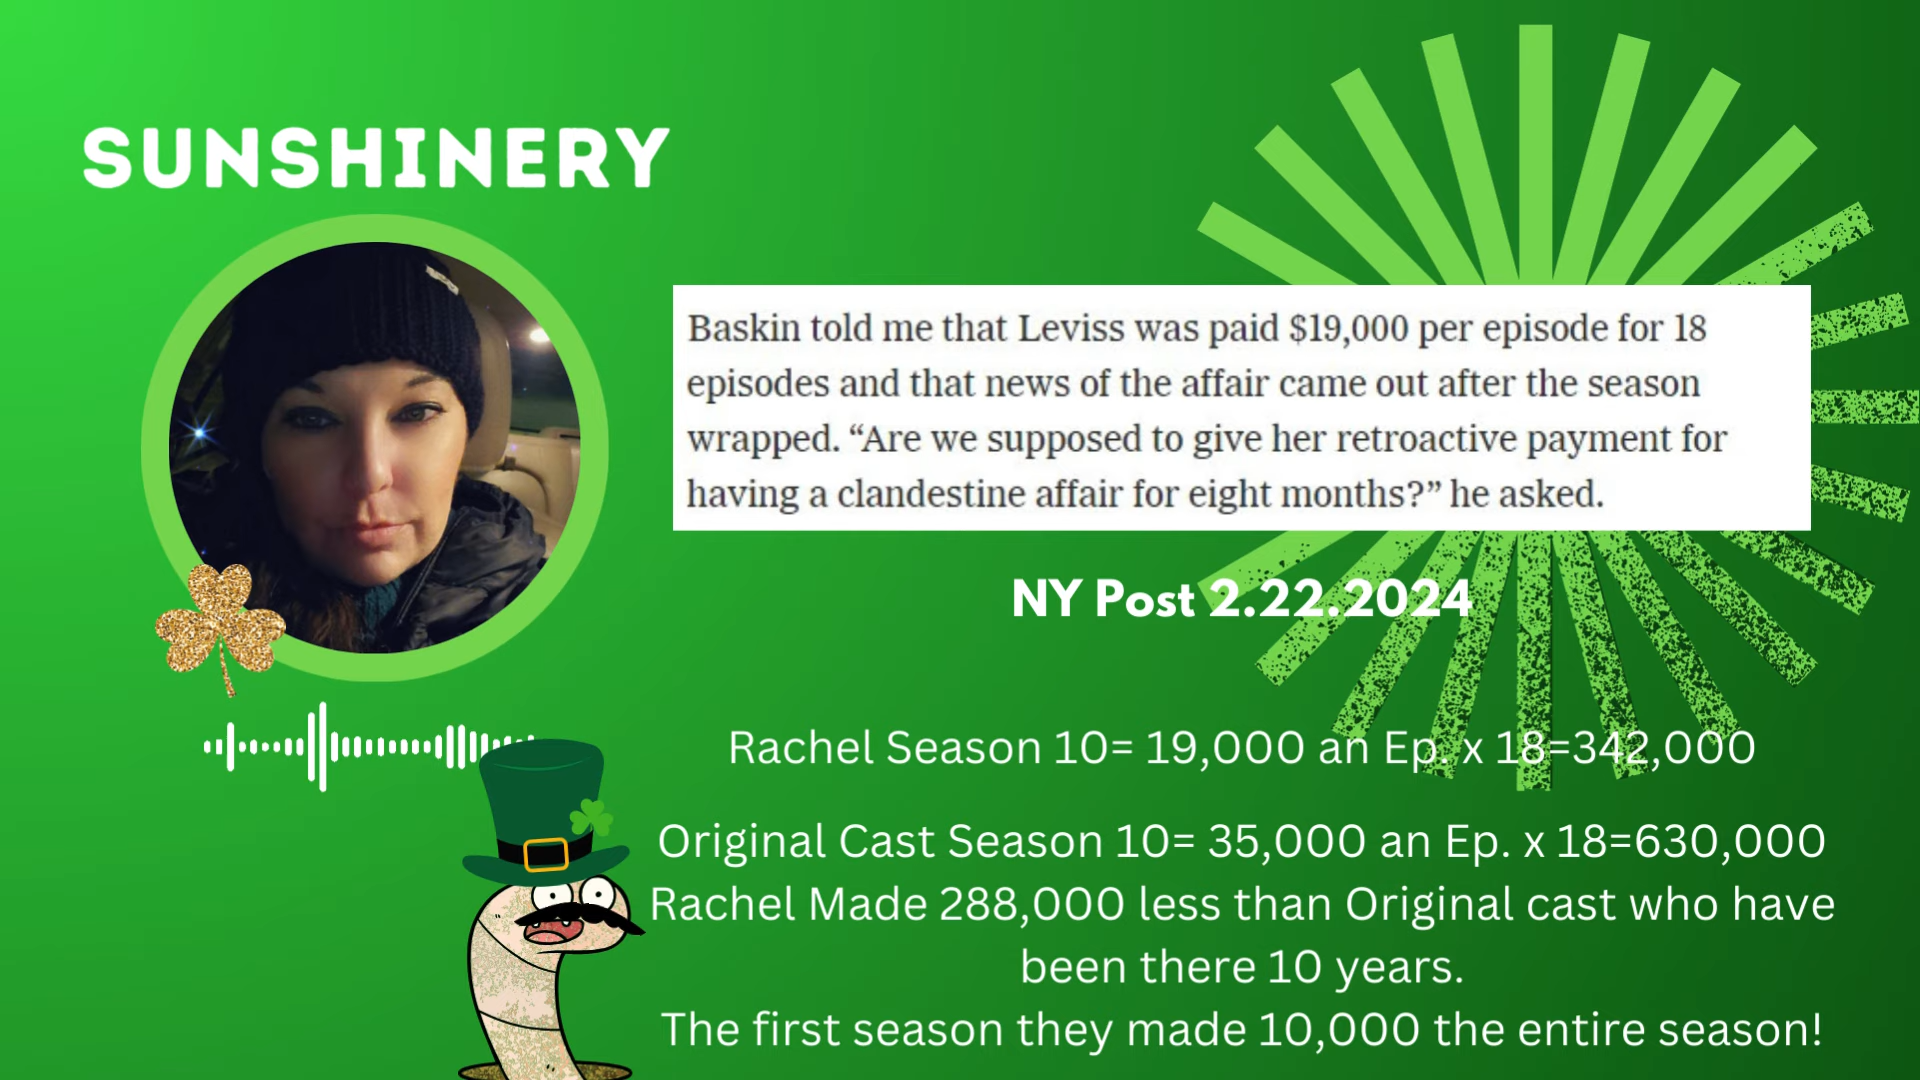 SUNSHINERY
Baskin told me that Leviss was paid $19,000 per episode for 18
episodes and that news of the affair came out after the season
wrapped. “Are we supposed to give her retroactive payment for
having a clandestine affair for eight months?” he asked.
NY Post 2.22.2024
Rachel Season 10= 19,000 an Ep. x 18=342,000
Original Cast Season 10= 35,000 an Ep. x 18=630,000
Rachel Made 288,000 less than Original cast who have
been there 10 years.
The first season they made 10,000 the entire season!